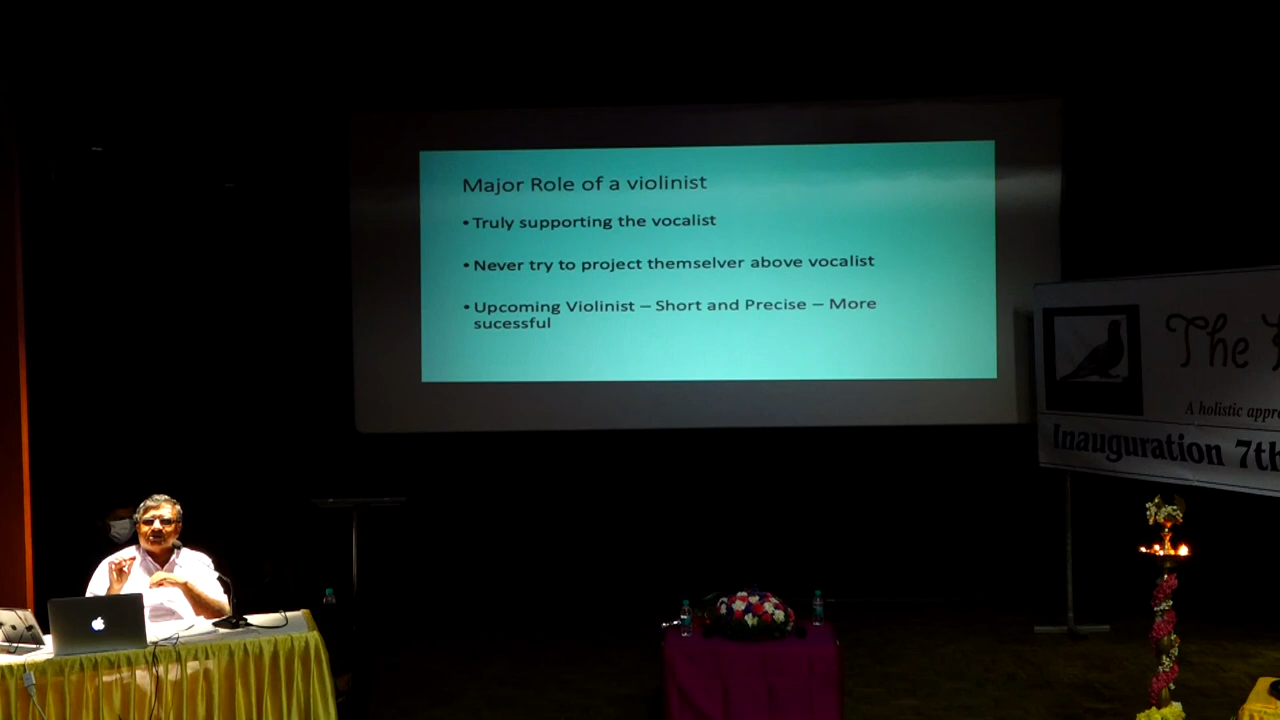 Major Role of a violinist
• Truly supporting the vocalist
• Never try to project themselver above vocalist
• Upcoming Violinist – Short and Precise – More
sucessful
The
A holistic
Inauguration 7th